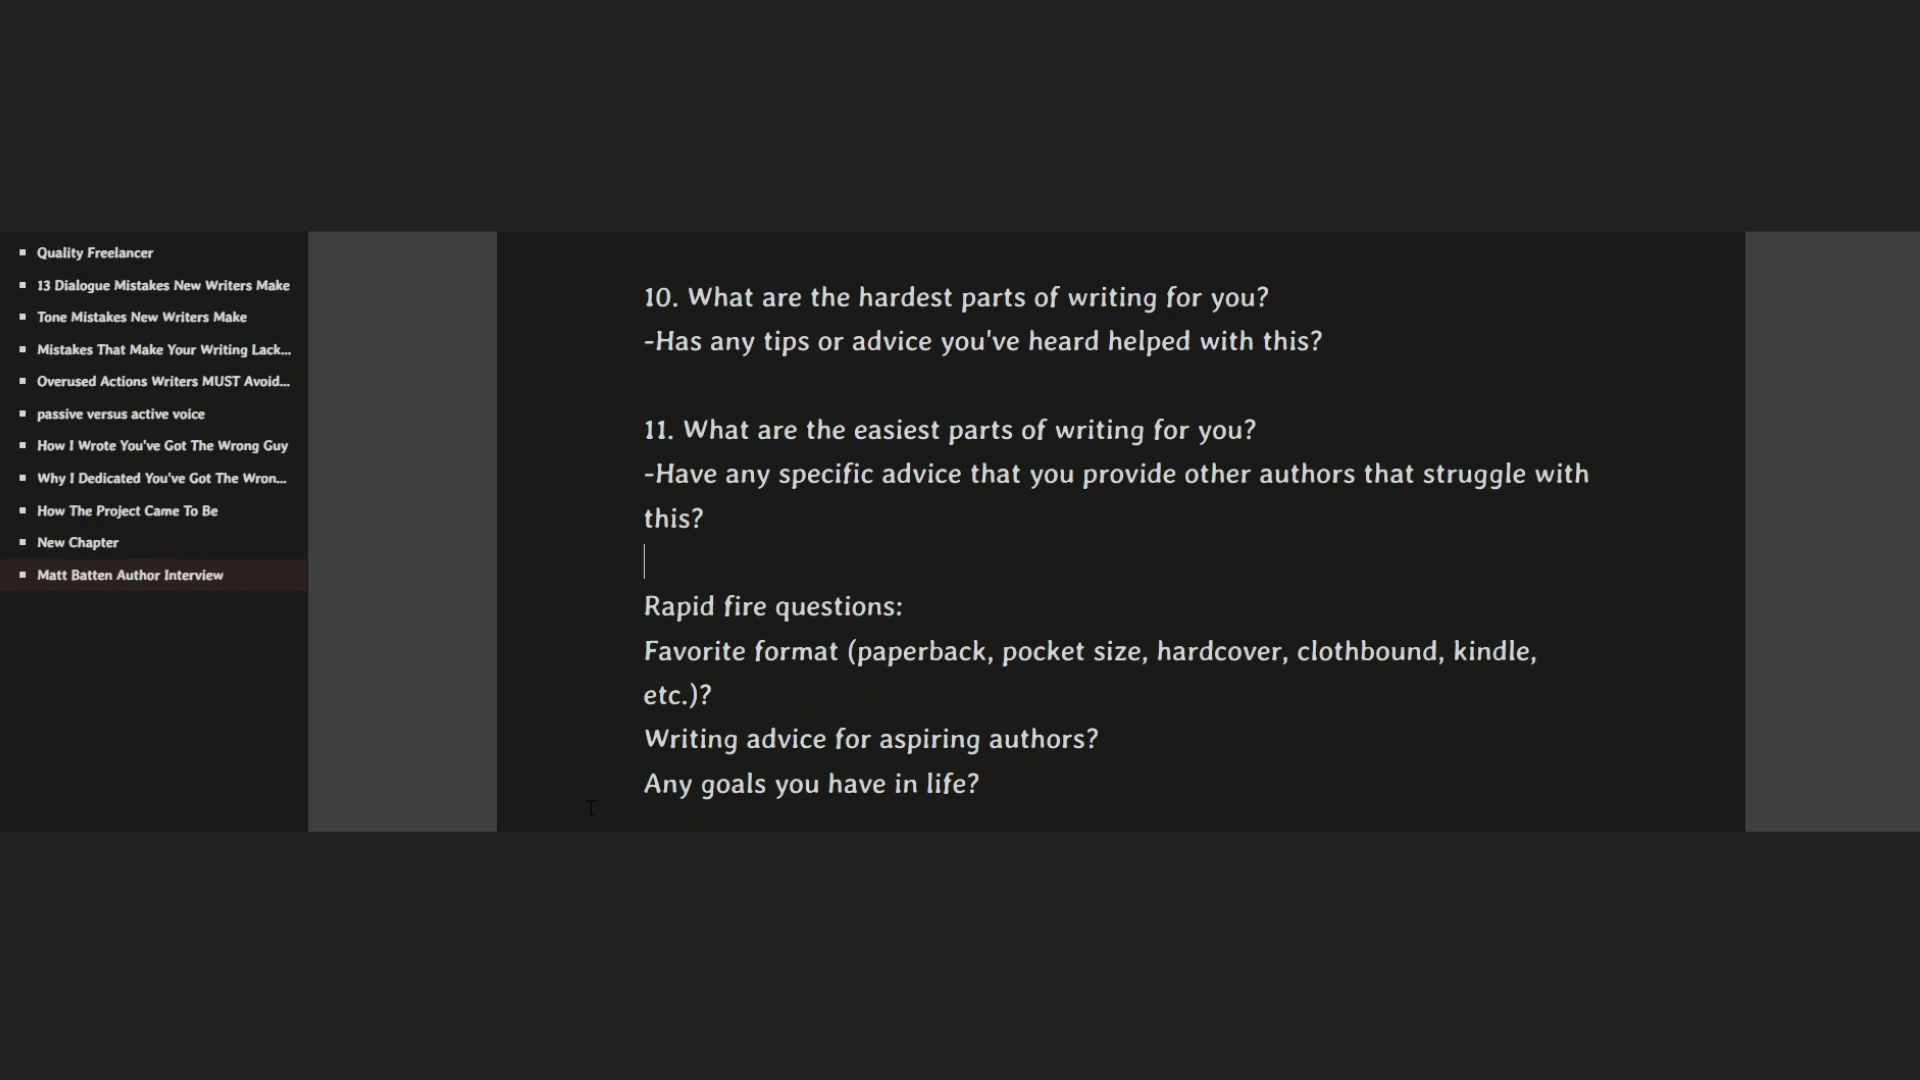 Quality Freelancer
13 Dialogue Mistakes New Writers Make
Tone Mistakes New Writers Make
Mistakes That Make Your Writing Lack...
Overused Actions Writers MUST Avoid...
passive versus active voice
How I Wrote You've Got The Wrong Guy
Why I Dedicated You've Got The Wron...
How The Project Came To Be
New Chapter
Matt Batten Author Interview
10. What are the hardest parts of writing for you?
-Has any tips or advice you've heard helped with this?
11. What are the easiest parts of writing for you?
-Have any specific advice that you provide other authors that struggle with
this?
Rapid fire questions:
Favorite format (paperback, pocket size, hardcover, clothbound, kindle,
etc.)?
Writing advice for aspiring authors?
Any goals you have in life?